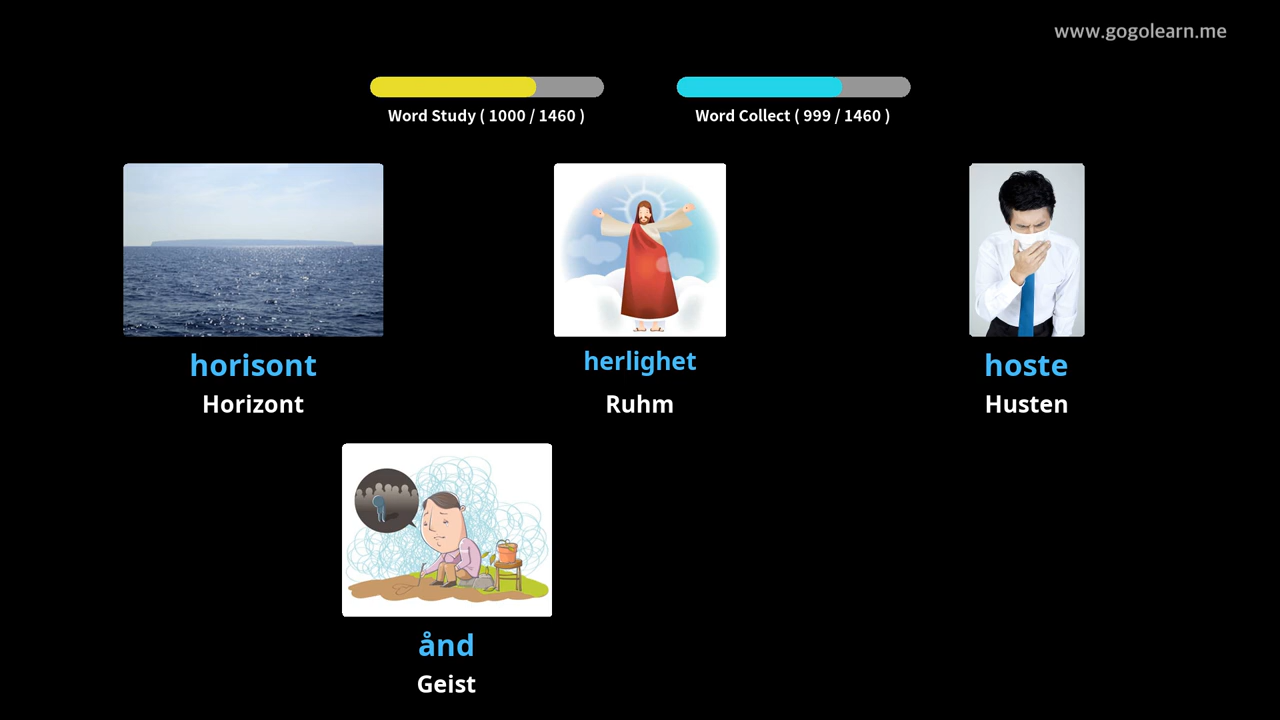 www.gogolearn.me
Word Study ( 1000 / 1460 )
Word Collect ( 999 / 1460 )
horisont
herlighet
hoste
Horizont
Ruhm
Husten
ånd
Geist